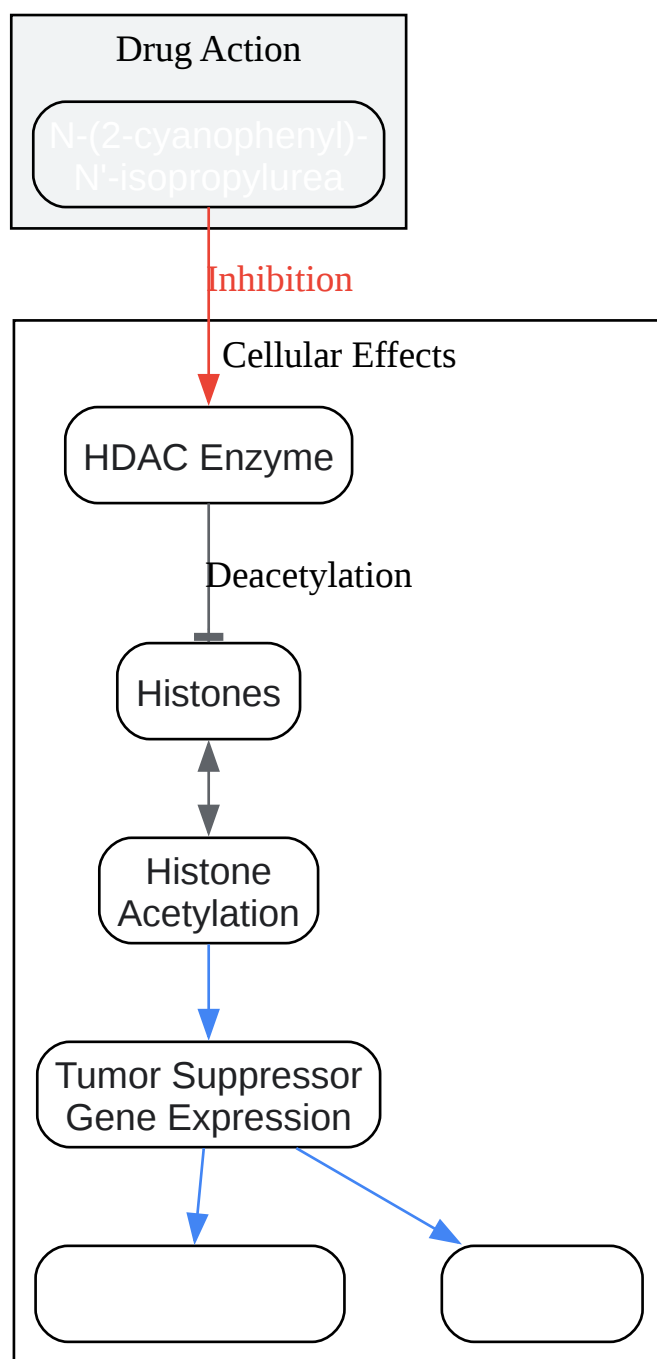 Drug Action
N-(2-cyanophenyl)-
N'-isopropylurea
Inhibition
Cellular Effects
HDAC Enzyme
Deacetylation
Histones
Histone
Acetylation
Tumor Suppressor
Gene Expression